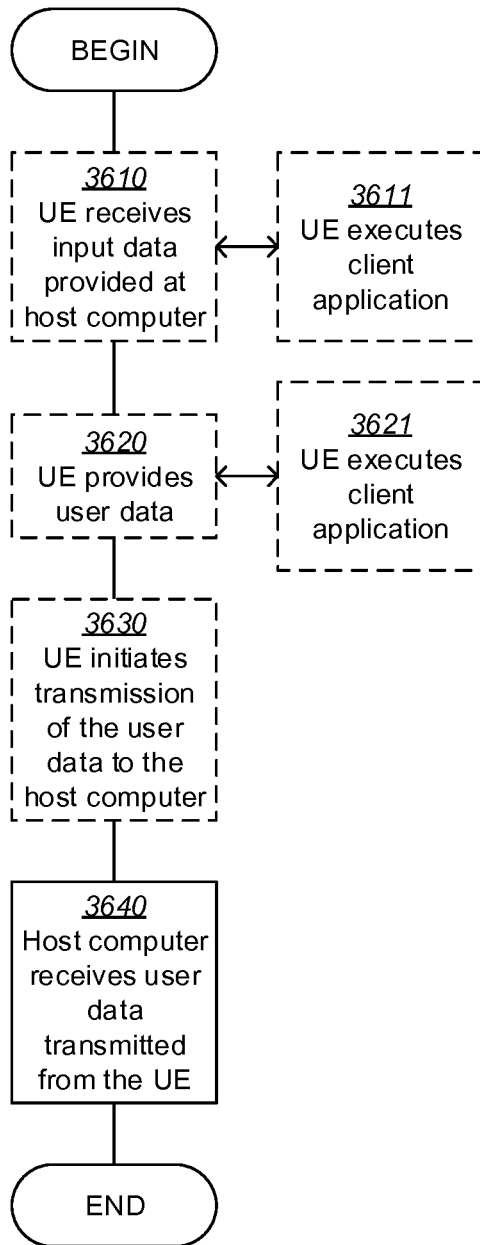 BEGIN
3610
UE receives
input data
provided at
host computer
3611
UE executes
client
application
3620
UE provides
user data
3621
UE executes
client
application
3630
UE initiates
transmission
of the user
data to the
host computer
3640
Host computer
receives user
data
transmitted
from the UE
END